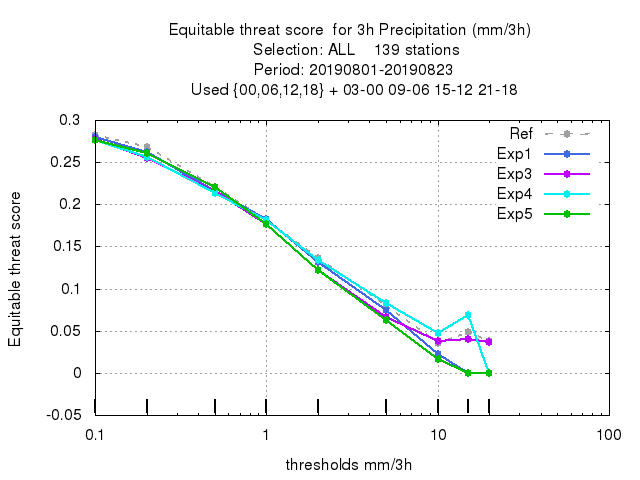 Equitable threat score  for 3h Precipitation (mm/3h)
Selection: ALL    139 stations
Period: 20190801-20190823
Used {00,06,12,18} + 03-00 09-06 15-12 21-18
0.3
0.25
0.2
0.15
0.1
0.05
0
-0.05
Equitable threat score
Ref
Exp1
Exp3
Exp4
Exp5
0.1 1 10 100
thresholds mm/3h